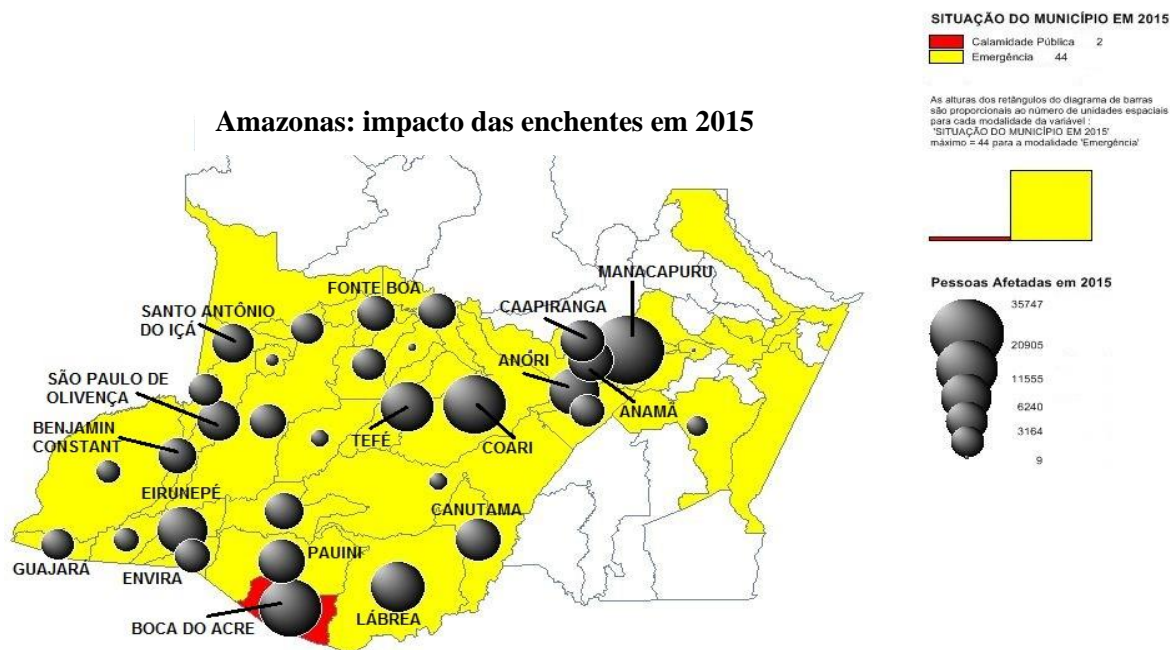 SITUAÇÃO DO MUNICÍPIO EM 2015
Calamidade Pública 2
Emergência 44
As alturas dos retângulos do diagrama de barras
são proporcionais ao número de unidades espaciais
para cada modalidade da variável :
'SITUAÇÃO DO MUNICÍPIO EM 2015'
máximo = 44 para a modalidade 'Emergência'
Amazonas: impacto das enchentes em 2015
MANACAPURU
FONTE BOA
CAAPIRANGA
SANTO ANTÔNIO
DO IÇÁ
ANORI
SÃO PAULO DE
OLIVENÇA
ANAMÃ
BENJAMIN
CONSTANT
TEFÉ
COARI
EIRUNEPÉ
CANUTAMA
PAUINI
GUAJARÁ
ENVIRA
LÁBREA
BOCA DO ACRE
Pessoas Afetadas em 2015
35747
20905
11555
6240
3164
9